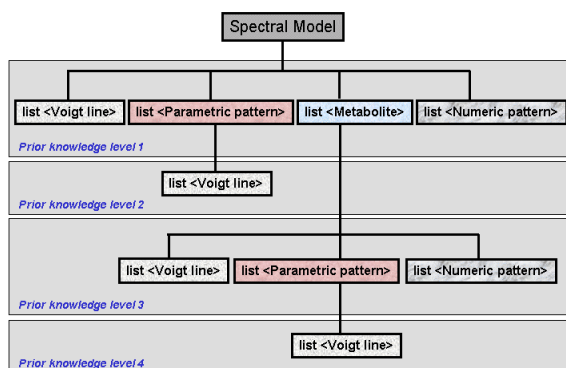 Spectral Model
list <Voigt line> list <Parametric pattern> list <Metabolite> list <Numeric pattern>
Prior knowledge level 1
list <Voigt line>
Prior knowledge level 2
list <Voigt line> list <Parametric pattern> list <Numeric pattern>
Prior knowledge level 3
list <Voigt line>
Prior knowledge level 4